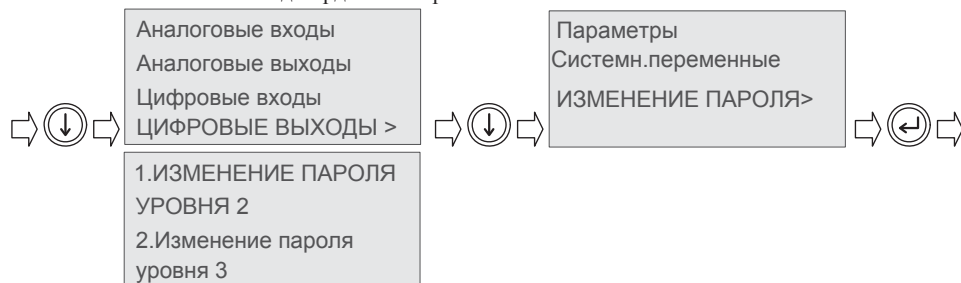 Аналоговые входы
Аналоговые выходы
Цифровые входы
ЦИФРОВЫЕ ВЫХОДЫ >
Параметры
Системн.переменные
ИЗМЕНЕНИЕ ПАРОЛЯ>
1.ИЗМЕНЕНИЕ ПАРОЛЯ
УРОВНЯ 2
2.Изменение пароля
уровня 3